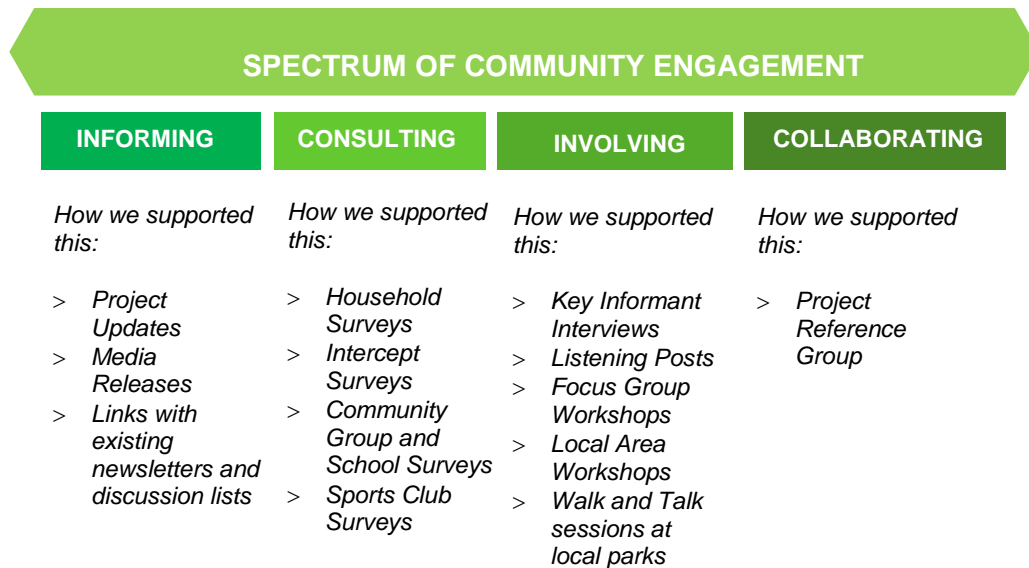 SPECTRUM OF COMMUNITY ENGAGEMENT
INFORMING
How we supported
this:
> Project
Updates
> Media
Releases
> Links with
existing
newsletters and
discussion lists
CONSULTING
How we supported
this:
> Household
Surveys
> Intercept
Surveys
> Community
Group and
School Surveys
> Sports Club
Surveys
INVOLVING
How we supported
this:
> Key Informant
Interviews
> Listening Posts
> Focus Group
Workshops
> Local Area
Workshops
> Walk and Talk
sessions at
local parks
COLLABORATING
How we supported
this:
> Project
Reference
Group